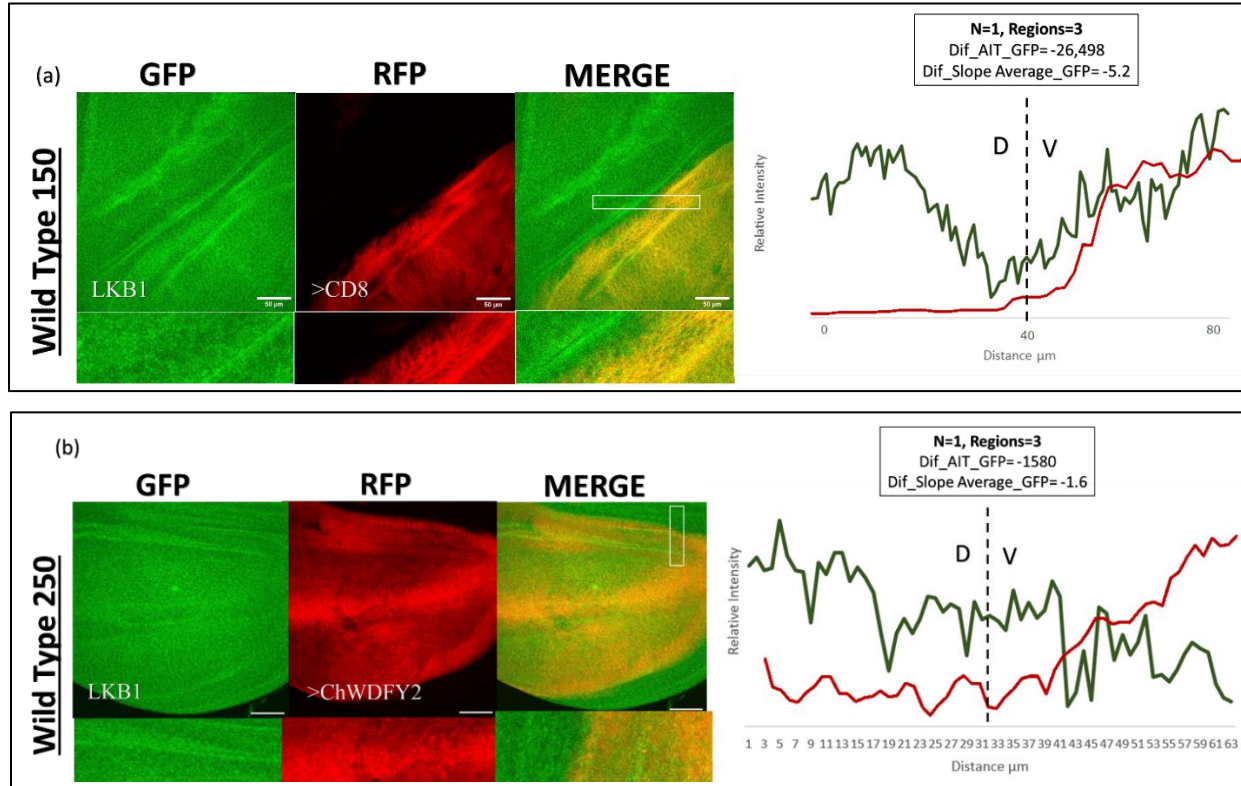 (a)
GFP RFP MERGE
Wild Type 150
LKB1
50 µm
>CD8
50 µm
50 µm
N=1, Regions=3
Dif_AIT_GFP= -26,498
Dif_Slope Average_GFP= -5.2
D V
Relative Intensity
0 40 80
Distance µm
(b)
GFP RFP MERGE
Wild Type 250
LKB1
>ChWDFY2
N=1, Regions=3
Dif_AIT_GFP= -1580
Dif_Slope Average_GFP= -1.6
D V
Relative Intensity
1 3 5 7 9 11 13 15 17 19 21 23 25 27 29 31 33 35 37 39 41 43 45 47 49 51 53 55 57 59 61 63
Distance µm